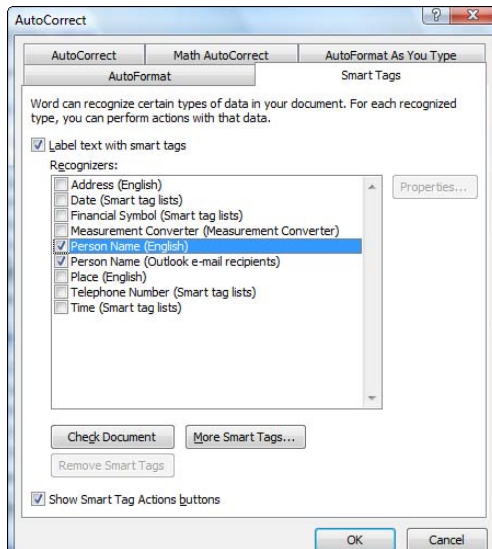 AutoCorrect
AutoCorrect Math AutoCorrect AutoFormat As You Type
AutoFormat Smart Tags
Word can recognize certain types of data in your document. For each recognized
type, you can perform actions with that data.
Label text with smart tags
Recognizers:
Address (English)
Date (Smart tag lists)
Financial Symbol (Smart tag lists)
Measurement Converter (Measurement Converter)
Person Name (English)
Person Name (Outlook e-mail recipients)
Place (English)
Telephone Number (Smart tag lists)
Time (Smart tag lists)
Properties...
Check Document More Smart Tags...
Remove Smart Tags
Show Smart Tag Actions buttons
OK Cancel